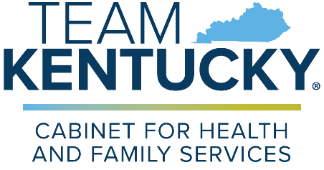 TEAM
KENTUCKY®
CABINET FOR HEALTH
AND FAMILY SERVICES